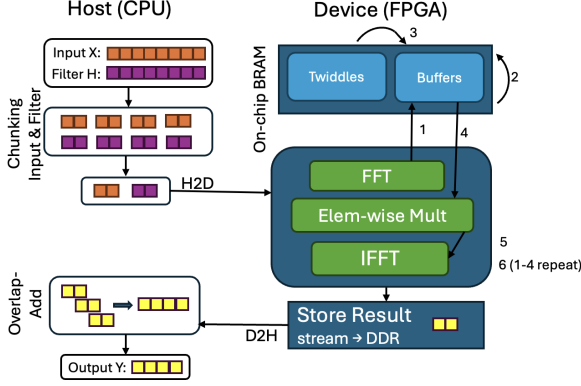 Host (CPU)
Device (FPGA)
Input X:
Filter H:
Chunking
Input & Filter
H2D
On-chip BRAM
Twiddles
Buffers
3
2
1
4
FFT
Elem-wise Mult
IFFT
5
6 (1-4 repeat)
Store Result
stream → DDR
D2H
Overlap-
Add
Output Y: